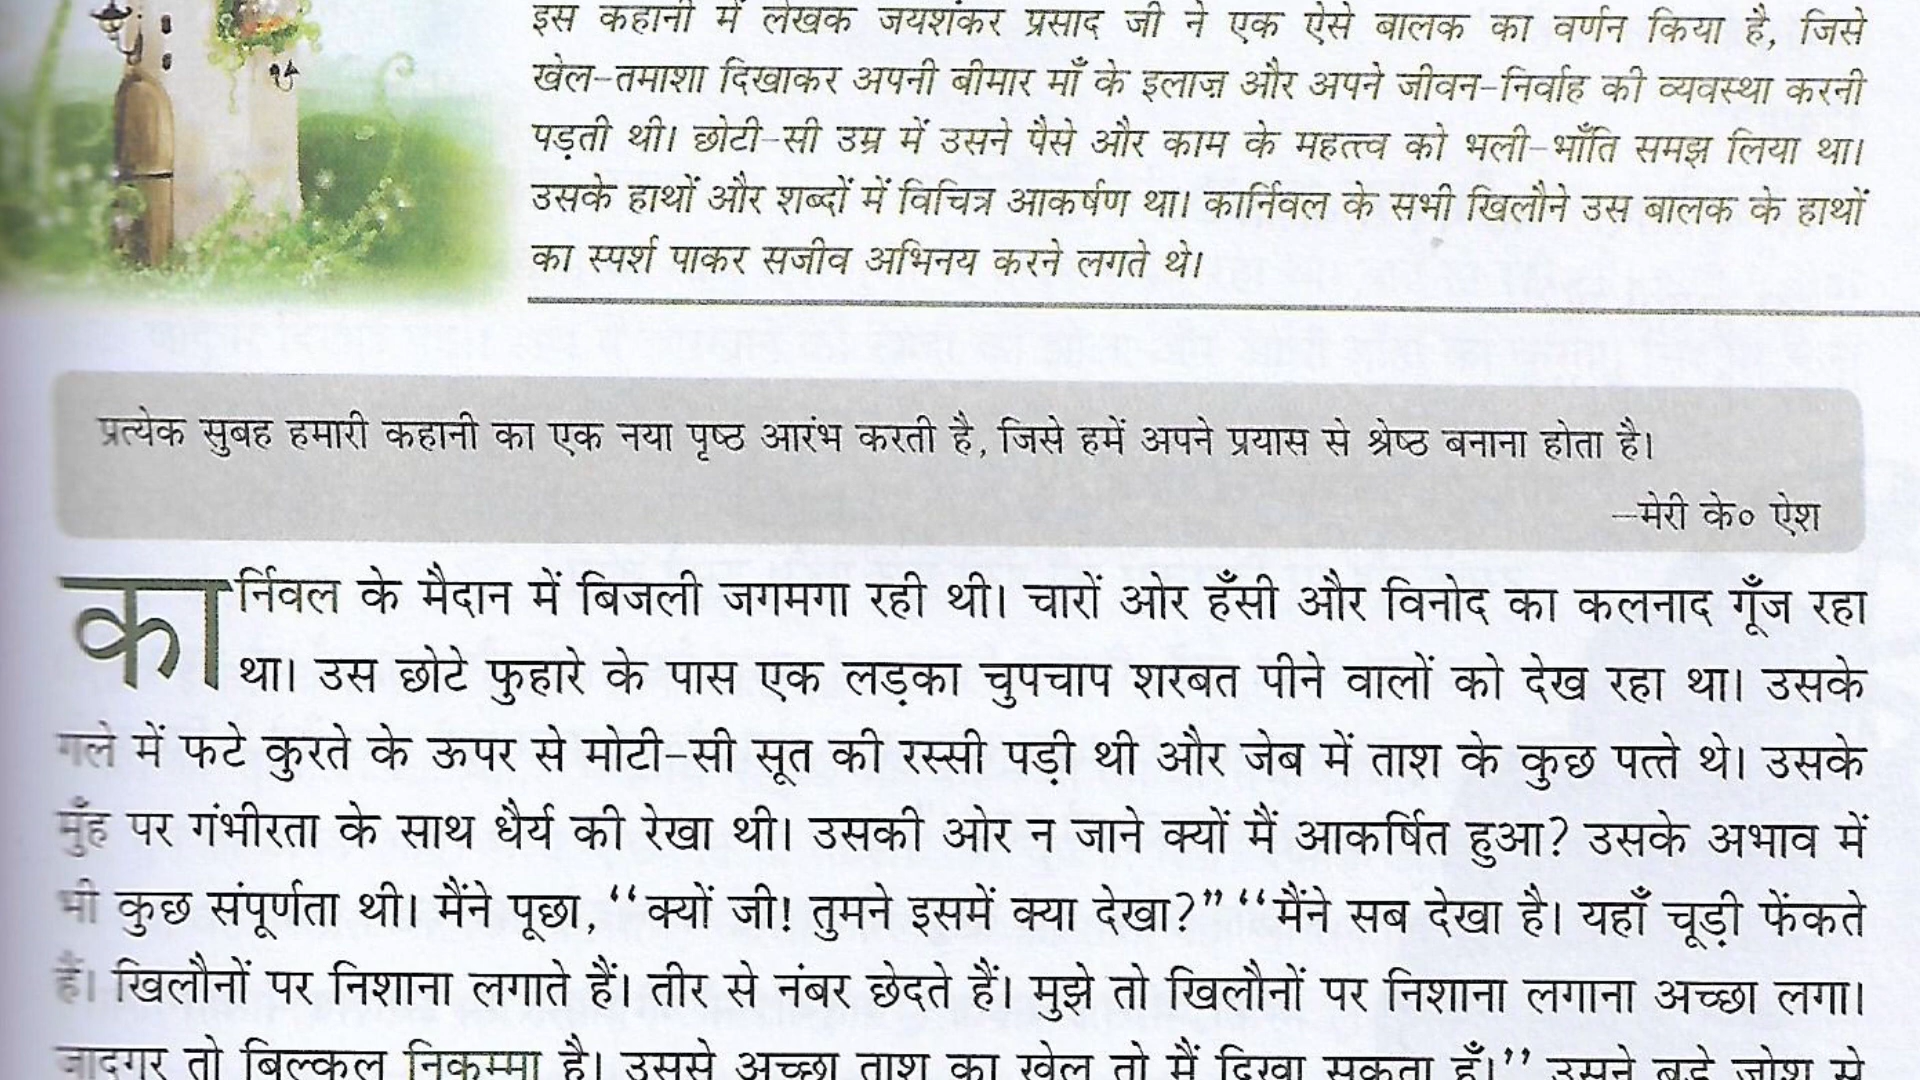 इस कहानी में लेखक जयशंकर प्रसाद जी ने एक ऐसे बालक का वर्णन किया है, जिसे
खेल-तमाशा दिखाकर अपनी बीमार माँ के इलाज़ और अपने जीवन-निर्वाह की व्यवस्था करनी
पड़ती थी। छोटी-सी उम्र में उसने पैसे और काम के महत्त्व को भली-भाँति समझ लिया था।
उसके हाथों और शब्दों में विचित्र आकर्षण था। कार्निवल के सभी खिलौने उस बालक के हाथों
का स्पर्श पाकर सजीव अभिनय करने लगते थे।
प्रत्येक सुबह हमारी कहानी का एक नया पृष्ठ आरंभ करती है, जिसे हमें अपने प्रयास से श्रेष्ठ बनाना होता है।
–मेरी के० ऐश
कार्निवल के मैदान में बिजली जगमगा रही थी। चारों ओर हँसी और विनोद का कलनाद गूँज रहा
था। उस छोटे फुहारे के पास एक लड़का चुपचाप शरबत पीने वालों को देख रहा था। उसके
गले में फटे कुरते के ऊपर से मोटी-सी सूत की रस्सी पड़ी थी और जेब में ताश के कुछ पत्ते थे। उसके
मुँह पर गंभीरता के साथ धैर्य की रेखा थी। उसकी ओर न जाने क्यों मैं आकर्षित हुआ? उसके अभाव में
भी कुछ संपूर्णता थी। मैंने पूछा, “क्यों जी! तुमने इसमें क्या देखा?” “मैंने सब देखा है। यहाँ चूड़ी फेंकते
हैं। खिलौनों पर निशाना लगाते हैं। तीर से नंबर छेदते हैं। मुझे तो खिलौनों पर निशाना लगाना अच्छा लगा।
जादूगर तो बिल्कुल निकम्मा है। उससे अच्छा ताश का खेल तो मैं दिखा सकता हूँ।” उसने बड़े जोश से